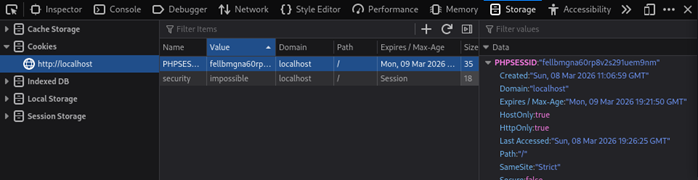 Inspector Console Debugger Network Style Editor Performance Memory Storage Accessibility
Cache Storage
Cookies
http://localhost
Indexed DB
Local Storage
Session Storage
Filter Items
Name Value Domain Path Expires / Max-Age Size
PHPSES... fellbmgna60rp... localhost / Mon, 09 Mar 2026 ... 35
security impossible localhost / Session 18
Filter values
Data
PHPSESSID:"fellbmgna60rp8v2s291uem9nm"
Created:"Sun, 08 Mar 2026 11:06:59 GMT"
Domain:"localhost"
Expires / Max-Age:"Mon, 09 Mar 2026 19:21:50 GMT"
HostOnly:true
HttpOnly:true
Last Accessed:"Sun, 08 Mar 2026 19:26:25 GMT"
Path:"/"
SameSite:"Strict"
Secure:false